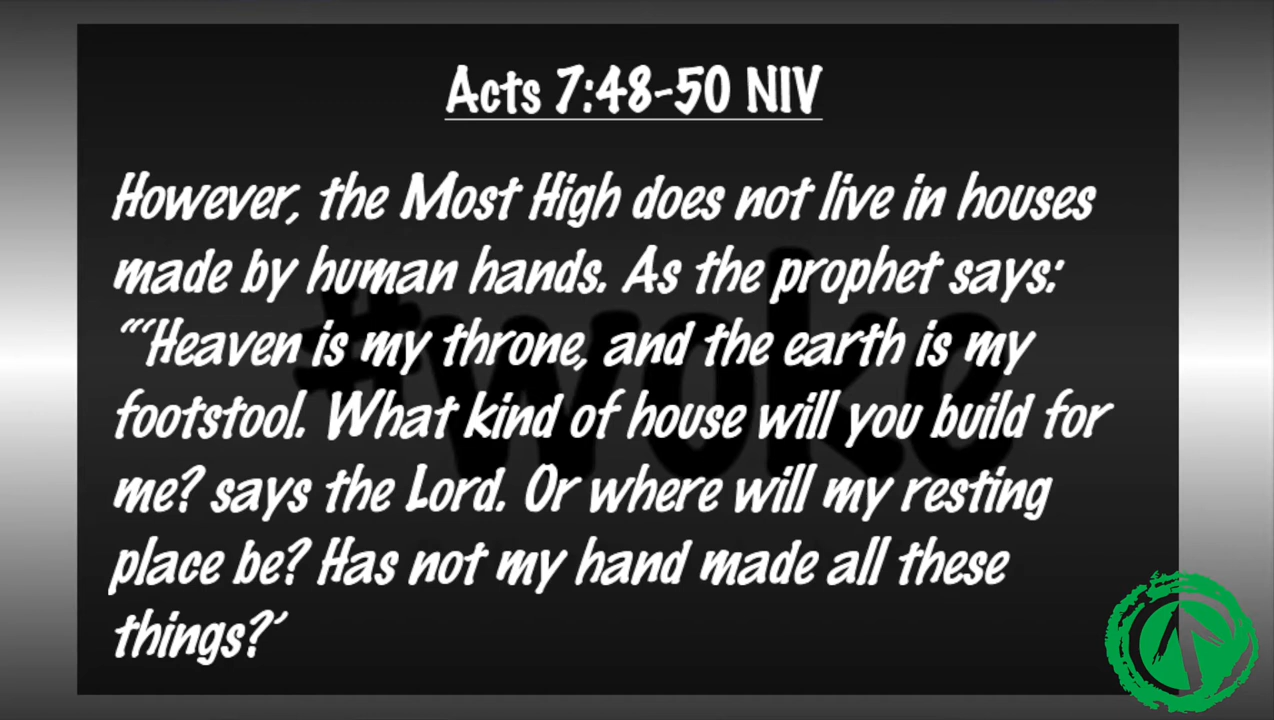 Acts 7:48-50 NIV
However, the Most High does not live in houses
made by human hands. As the prophet says:
"'Heaven is my throne, and the earth is my
footstool. What kind of house will you build for
me? says the Lord. Or where will my resting
place be? Has not my hand made all these
things?'
#woke